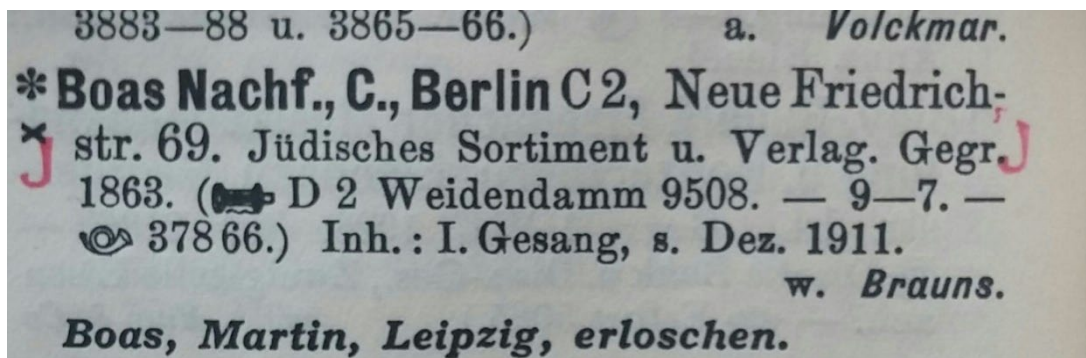 3883—88 u. 3865—66.) a. Volckmar.
*Boas Nachf., C., Berlin C 2, Neue Friedrich-
× str. 69. Jüdisches Sortiment u. Verlag. Gegr. J
J 1863. (D 2 Weidendamm 9508. — 9—7. —
378 66.) Inh.: I. Gesang, s. Dez. 1911.
w. Brauns.
Boas, Martin, Leipzig, erloschen.